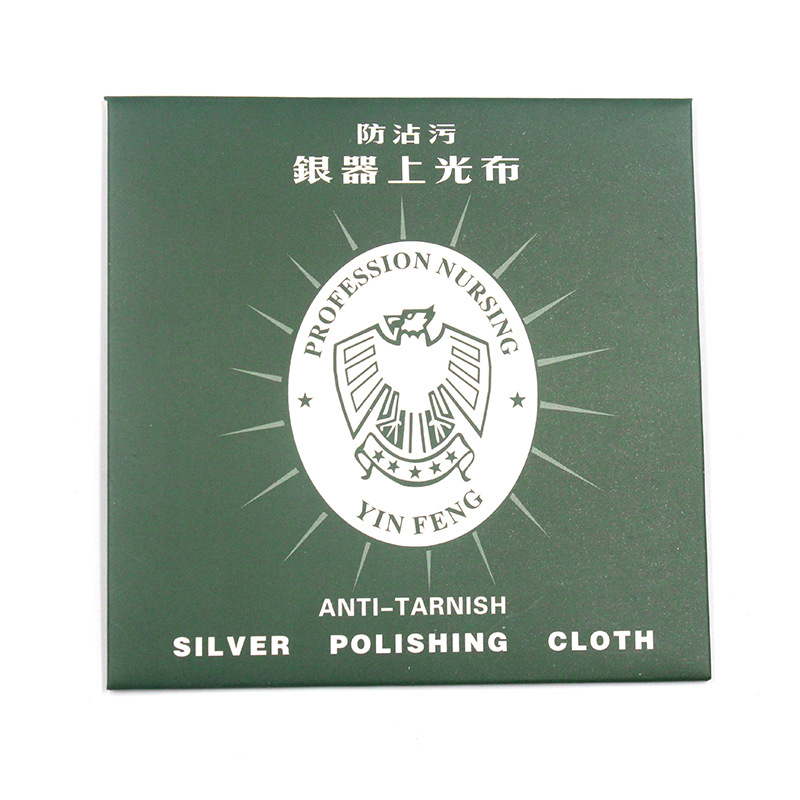 防沾污
銀器上光布
PROFESSION NURSING
YIN FENG
ANTI-TARNISH
SILVER POLISHING CLOTH